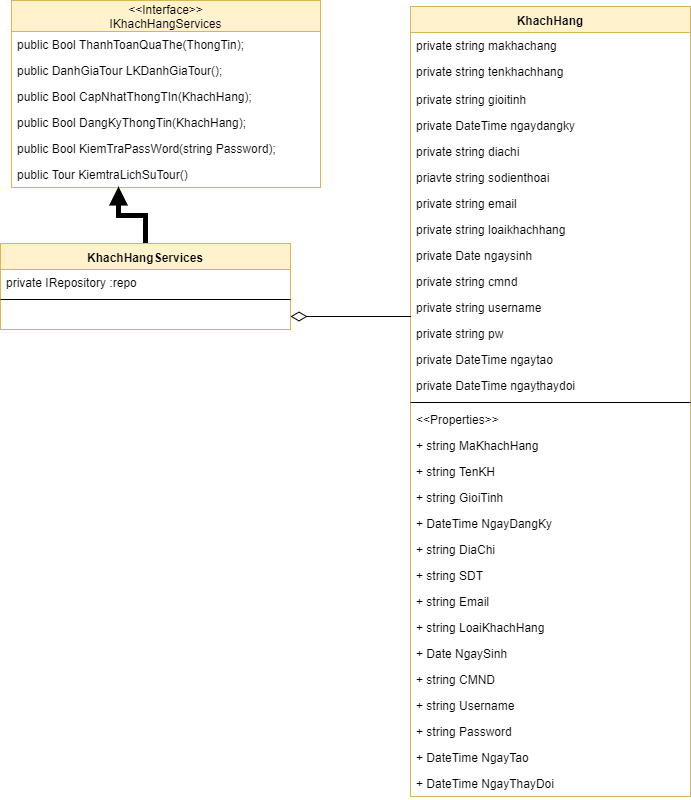 <<Interface>>
IKhachHangServices
public Bool ThanhToanQuaThe(ThongTin);
public DanhGiaTour LKDanhGiaTour();
public Bool CapNhatThongTIn(KhachHang);
public Bool DangKyThongTin(KhachHang);
public Bool KiemTraPassWord(string Password);
public Tour KiemtraLichSuTour()
KhachHangServices
private IRepository :repo
KhachHang
private string makhachang
private string tenkhachhang
private string gioitinh
private DateTime ngaydangky
private string diachi
priavte string sodienthoai
private string email
private string loaikhachhang
private Date ngaysinh
private string cmnd
private string username
private string pw
private DateTime ngaytao
private DateTime ngaythaydoi
<<Properties>>
+ string MaKhachHang
+ string TenKH
+ string GioiTinh
+ DateTime NgayDangKy
+ string DiaChi
+ string SDT
+ string Email
+ string LoaiKhachHang
+ Date NgaySinh
+ string CMND
+ string Username
+ string Password
+ DateTime NgayTao
+ DateTime NgayThayDoi